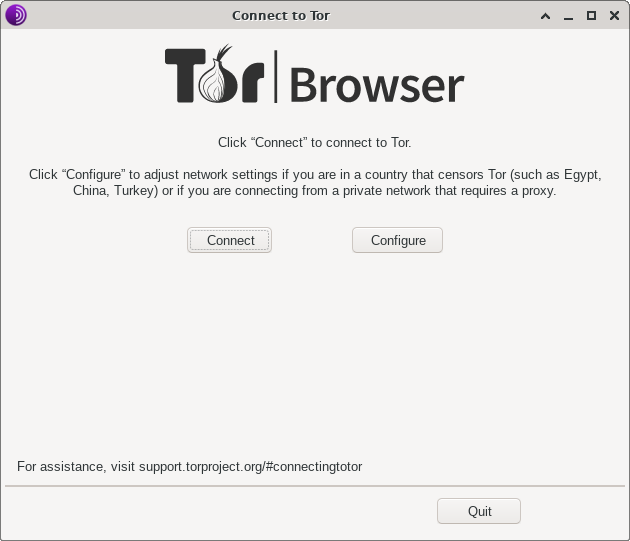 Connect to Tor
Tor Browser
Click “Connect” to connect to Tor.
Click “Configure” to adjust network settings if you are in a country that censors Tor (such as Egypt,
China, Turkey) or if you are connecting from a private network that requires a proxy.
Connect Configure
For assistance, visit support.torproject.org/#connectingtotor
Quit